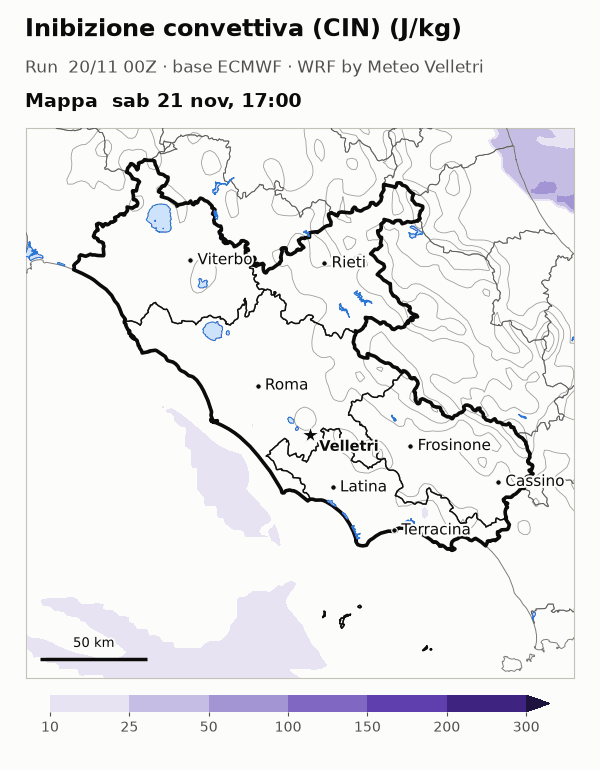 Inibizione convettiva (CIN) (J/kg)
Run  20/11 00Z · base ECMWF · WRF by Meteo Velletri
Mappa  sab 21 nov, 17:00
Viterbo
Rieti
Roma
Velletri
Frosinone
Cassino
Latina
Terracina
50 km
10 25 50 100 150 200 300